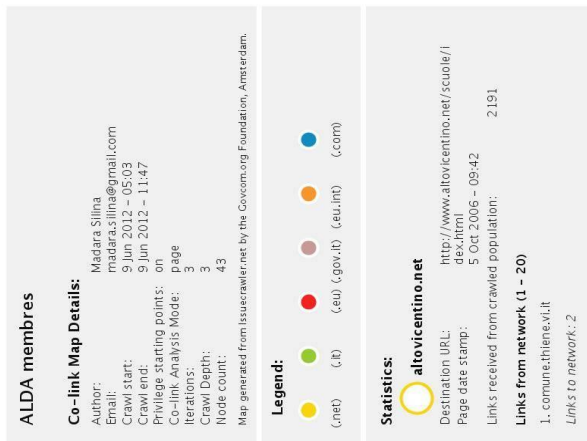 ALDA membres
Co-link Map Details:
Author: Madara Silina
Email: madara.silina@gmail.com
Crawl start: 9 Jun 2012 – 05:03
Crawl end: 9 Jun 2012 – 11:47
Privilege starting points: on
Co-link Analysis Mode: page
Iterations: 3
Crawl Depth: 3
Node count: 43
Map generated from Issuecrawler.net by the Govcom.org Foundation, Amsterdam.
Legend:
(.net) (.it) (.eu) (.gov.it) (.eu.int) (.com)
Statistics:
altovicentino.net
Destination URL: http://www.altovicentino.net/scuole/i
dex.html
Page date stamp: 5 Oct 2006 – 09:42
Links received from crawled population: 2191
Links from network (1 – 20)
1. comune.thiene.vi.it
Links to network: 2